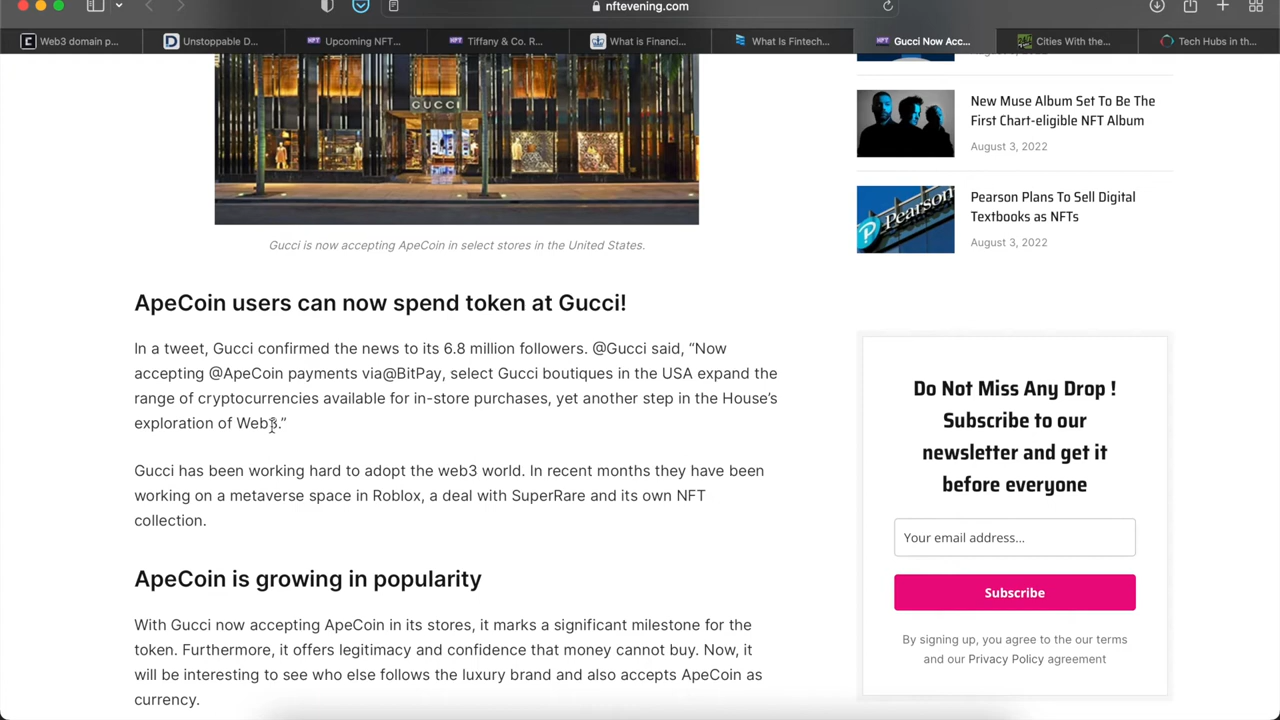 nftevening.com
Web3 domain p...
Unstoppable D...
Upcoming NFT...
Tiffany & Co. R...
What is Financi...
What Is Fintech...
Gucci Now Acc...
Cities With the...
Tech Hubs in th...
GUCCI
Gucci is now accepting ApeCoin in select stores in the United States.
ApeCoin users can now spend token at Gucci!
In a tweet, Gucci confirmed the news to its 6.8 million followers. @Gucci said, “Now
accepting @ApeCoin payments via@BitPay, select Gucci boutiques in the USA expand the
range of cryptocurrencies available for in-store purchases, yet another step in the House’s
exploration of Web3.”
Gucci has been working hard to adopt the web3 world. In recent months they have been
working on a metaverse space in Roblox, a deal with SuperRare and its own NFT
collection.
ApeCoin is growing in popularity
With Gucci now accepting ApeCoin in its stores, it marks a significant milestone for the
token. Furthermore, it offers legitimacy and confidence that money cannot buy. Now, it
will be interesting to see who else follows the luxury brand and also accepts ApeCoin as
currency.
New Muse Album Set To Be The
First Chart-eligible NFT Album
August 3, 2022
Pearson
Pearson Plans To Sell Digital
Textbooks as NFTs
August 3, 2022
Do Not Miss Any Drop !
Subscribe to our
newsletter and get it
before everyone
Your email address...
Subscribe
By signing up, you agree to the our terms
and our Privacy Policy agreement